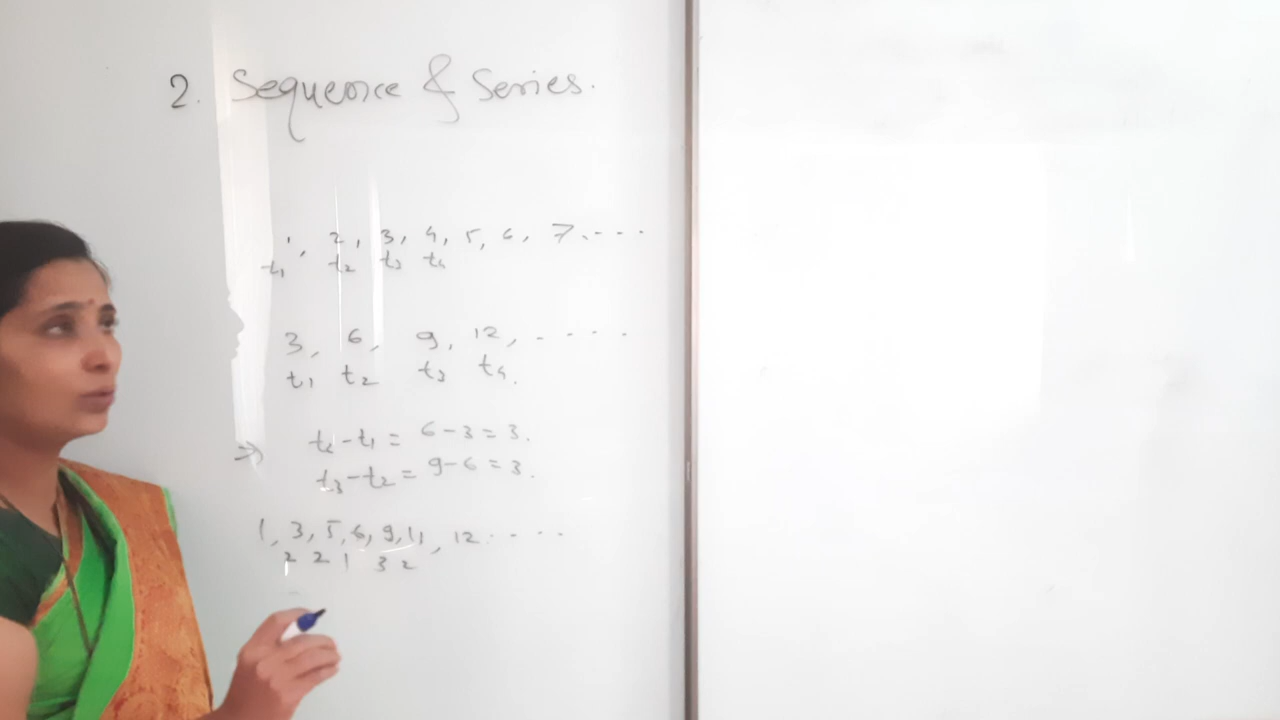 2. Sequence & Series.
1, 2, 3, 4, 5, 6, 7, ....
t1 t2 t3 t4
3, 6, 9, 12, - - - -
t1 t2 t3 t4.
⇒ t2 - t1 = 6 - 3 = 3.
t3 - t2 = 9 - 6 = 3.
1, 3, 5, 6, 9, 11, 12 .....
2 2 1 3 2